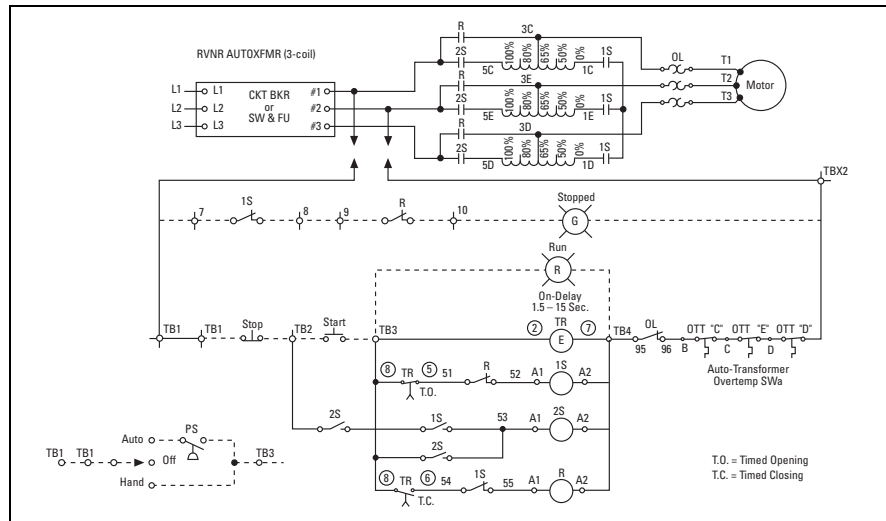 RVNR AUTOXFMR (3-coil)
L1 L1 CKT BKR #1
L2 L2 or #2
L3 L3 SW & FU #3
R 3C
2S 5C 100% 80% 65% 50% 0% 1C 1S
R 3E
2S 5E 100% 80% 65% 50% 0% 1E 1S
R 3D
2S 5D 100% 80% 65% 50% 0% 1D 1S
OL T1
T2 Motor
T3
TBX2
7 1S 8 9 R 10 Stopped
G
Run
R
On-Delay
1.5 – 15 Sec.
TB1 TB1 Stop TB2 Start TB3 2 TR 7 TB4 OL OTT "C" OTT "E" OTT "D"
E 95 96 B C D
Auto-Transformer
Overtemp SWa
8 TR 5 51 R 52 A1 1S A2
T.O.
2S 1S 53 A1 2S A2
2S
8 TR 6 54 1S 55 A1 R A2
T.C.
Auto PS
TB1 TB1 Off TB3
Hand
T.O. = Timed Opening
T.C. = Timed Closing